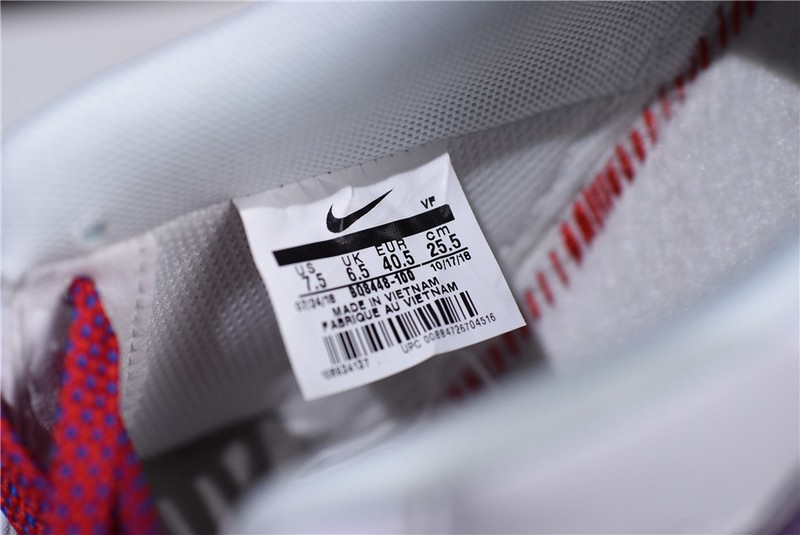 VF
US UK EUR cm
7.5 6.5 40.5 25.5
07/24/18 808448-100 10/17/18
MADE IN VIETNAM
FABRIQUE AU VIETNAM
UPC 00884726704516